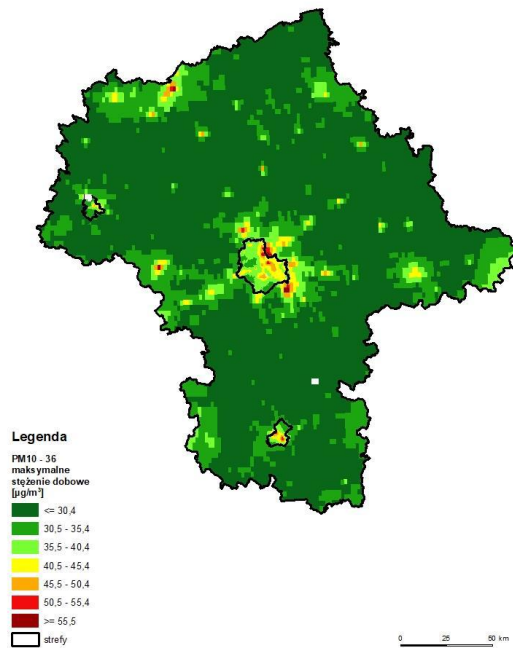 Legenda
PM10 - 36
maksymalne
stężenie dobowe
[µg/m³]
<= 30,4
30,5 - 35,4
35,5 - 40,4
40,5 - 45,4
45,5 - 50,4
50,5 - 55,4
>= 55,5
strefy
0 25 50 km